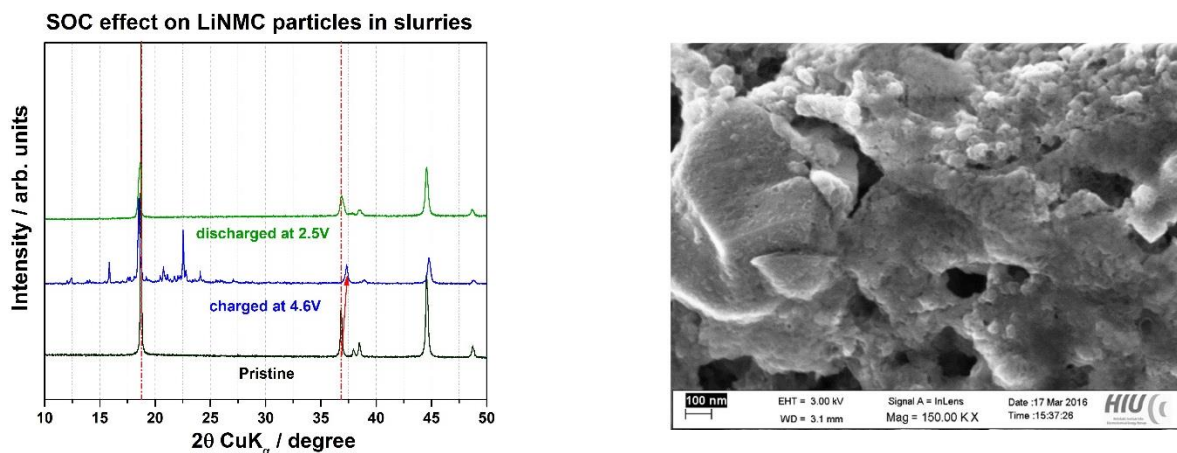 SOC effect on LiNMC particles in slurries
Intensity / arb. units
discharged at 2.5V
charged at 4.6V
Pristine
10 15 20 25 30 35 40 45 50
2θ CuKα / degree
100 nm
EHT = 3.00 kV
WD = 3.1 mm
Signal A = InLens
Mag = 150.00 K X
Date :17 Mar 2016
Time :15:37:26
HIU